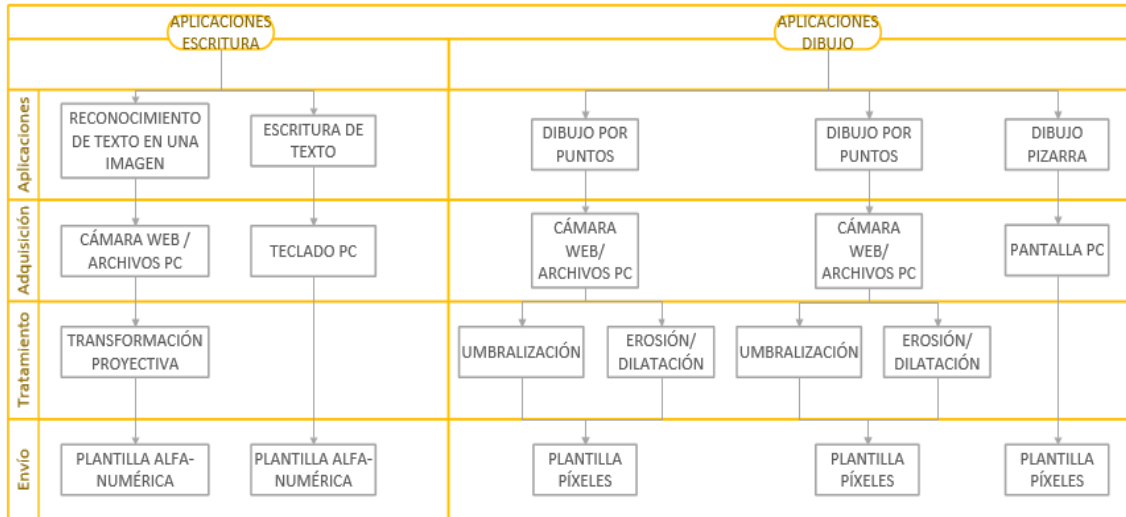 APLICACIONES
ESCRITURA
APLICACIONES
DIBUJO
Aplicaciones
RECONOCIMIENTO
DE TEXTO EN UNA
IMAGEN
ESCRITURA DE
TEXTO
DIBUJO POR
PUNTOS
DIBUJO POR
PUNTOS
DIBUJO
PIZARRA
Adquisición
CÁMARA WEB /
ARCHIVOS PC
TECLADO PC
CÁMARA
WEB/
ARCHIVOS PC
CÁMARA
WEB/
ARCHIVOS PC
PANTALLA PC
Tratamiento
TRANSFORMACIÓN
PROYECTIVA
UMBRALIZACIÓN
EROSIÓN/
DILATACIÓN
UMBRALIZACIÓN
EROSIÓN/
DILATACIÓN
Envío
PLANTILLA ALFA-
NUMÉRICA
PLANTILLA ALFA-
NUMÉRICA
PLANTILLA
PÍXELES
PLANTILLA
PÍXELES
PLANTILLA
PÍXELES